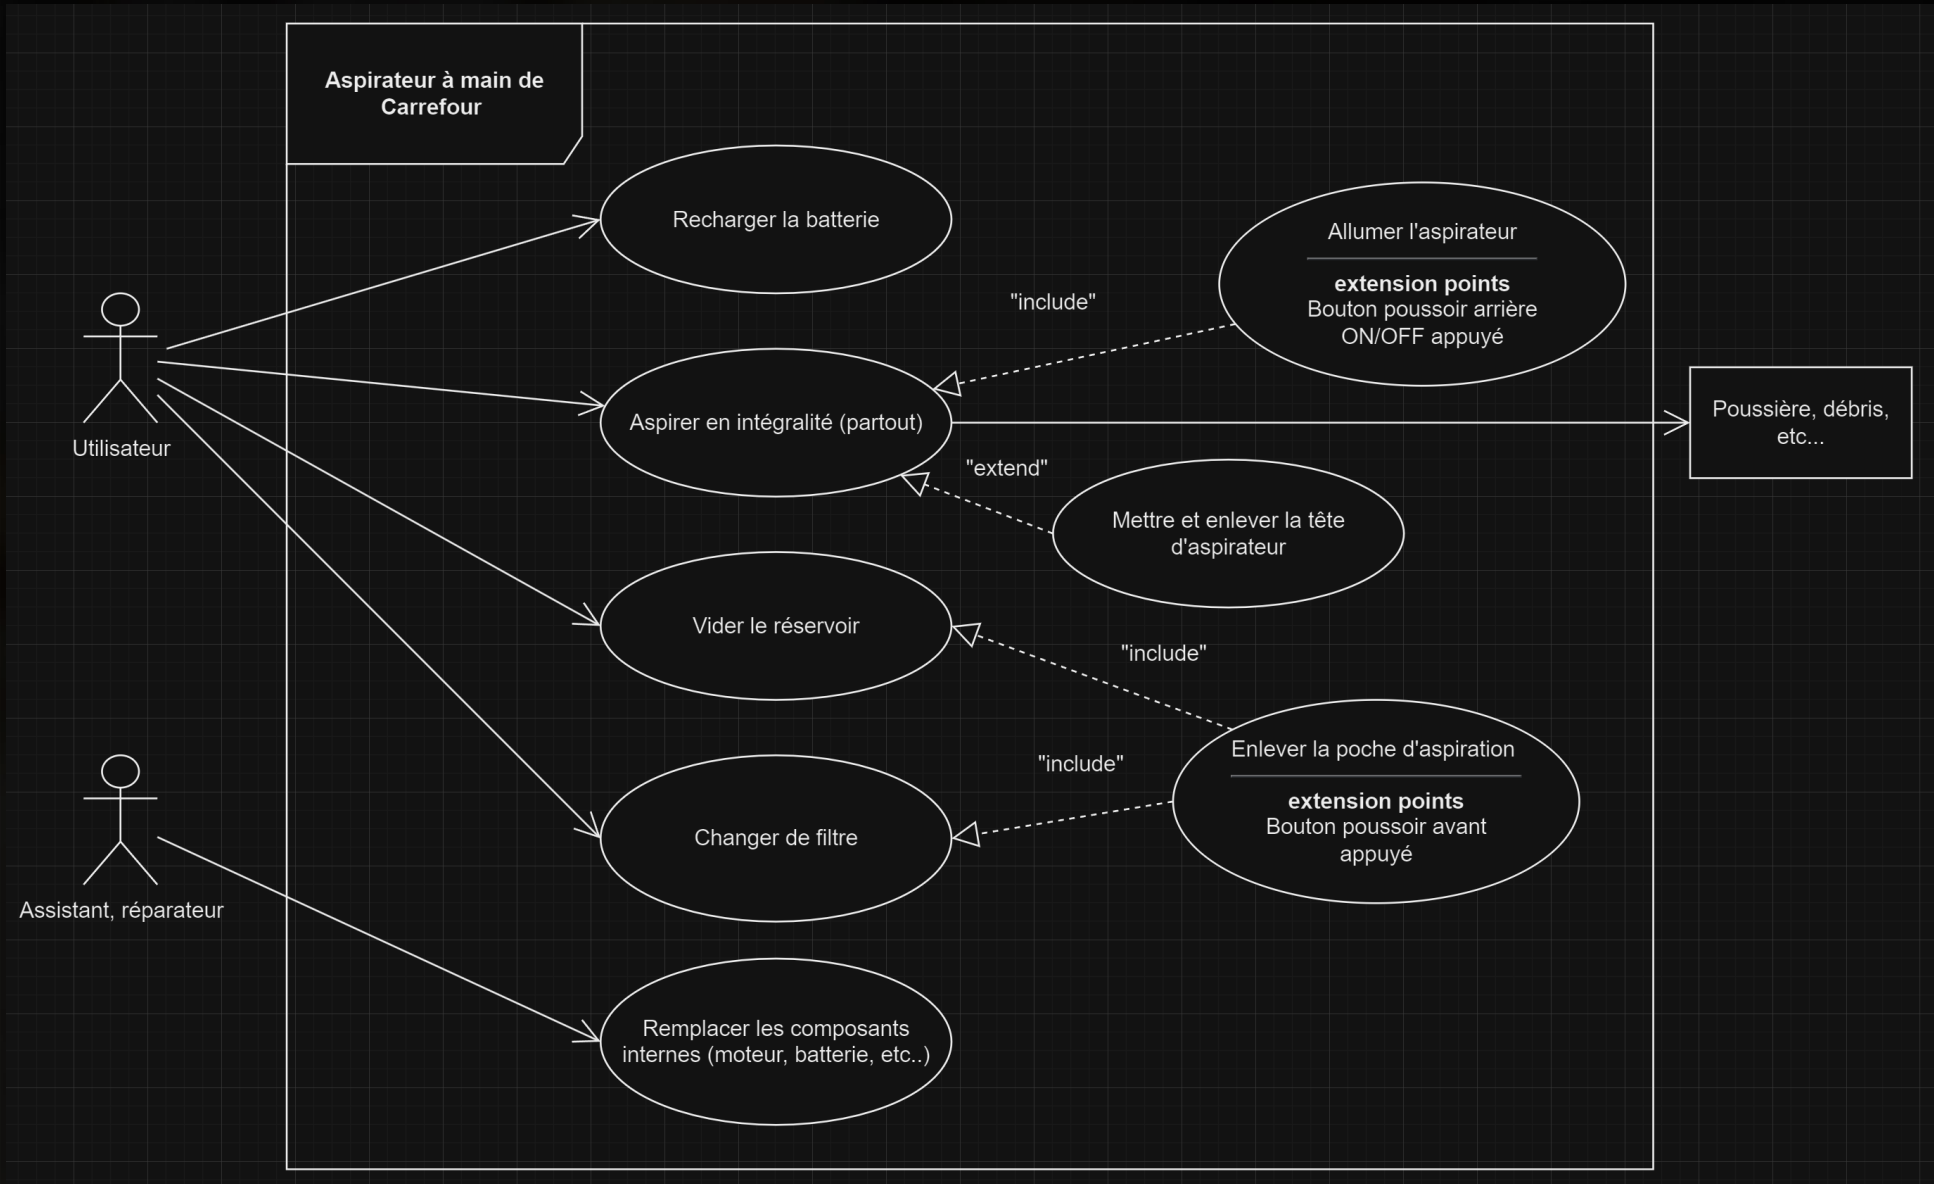 Aspirateur à main de
Carrefour
Recharger la batterie
Allumer l'aspirateur
extension points
Bouton poussoir arrière
ON/OFF appuyé
"include"
Utilisateur
Aspirer en intégralité (partout)
Poussière, débris,
etc...
"extend"
Mettre et enlever la tête
d'aspirateur
Vider le réservoir
"include"
Enlever la poche d'aspiration
extension points
Bouton poussoir avant
appuyé
"include"
Changer de filtre
Assistant, réparateur
Remplacer les composants
internes (moteur, batterie, etc..)